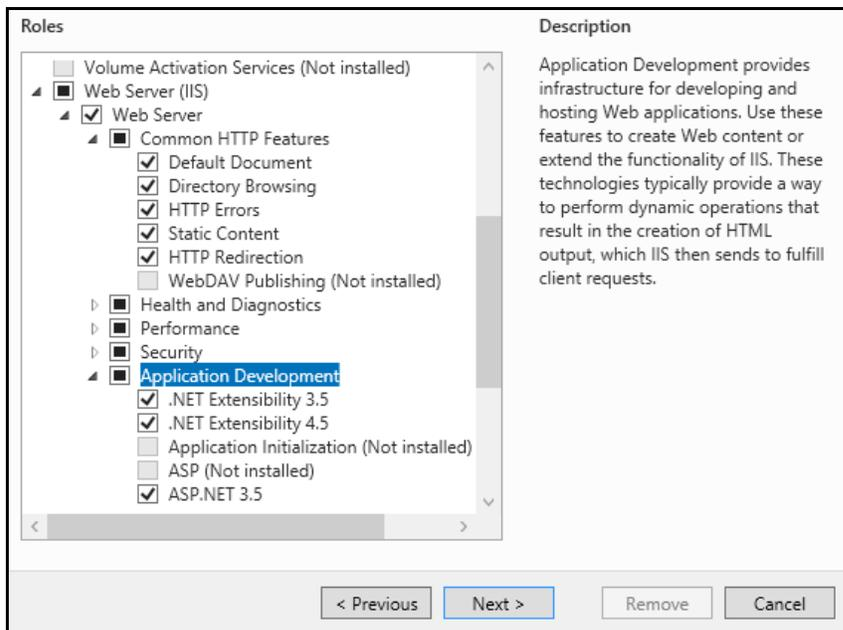 Roles
Volume Activation Services (Not installed)
Web Server (IIS)
Web Server
Common HTTP Features
Default Document
Directory Browsing
HTTP Errors
Static Content
HTTP Redirection
WebDAV Publishing (Not installed)
Health and Diagnostics
Performance
Security
Application Development
.NET Extensibility 3.5
.NET Extensibility 4.5
Application Initialization (Not installed)
ASP (Not installed)
ASP.NET 3.5
Description
Application Development provides
infrastructure for developing and
hosting Web applications. Use these
features to create Web content or
extend the functionality of IIS. These
technologies typically provide a way
to perform dynamic operations that
result in the creation of HTML
output, which IIS then sends to fulfill
client requests.
< Previous
Next >
Remove
Cancel